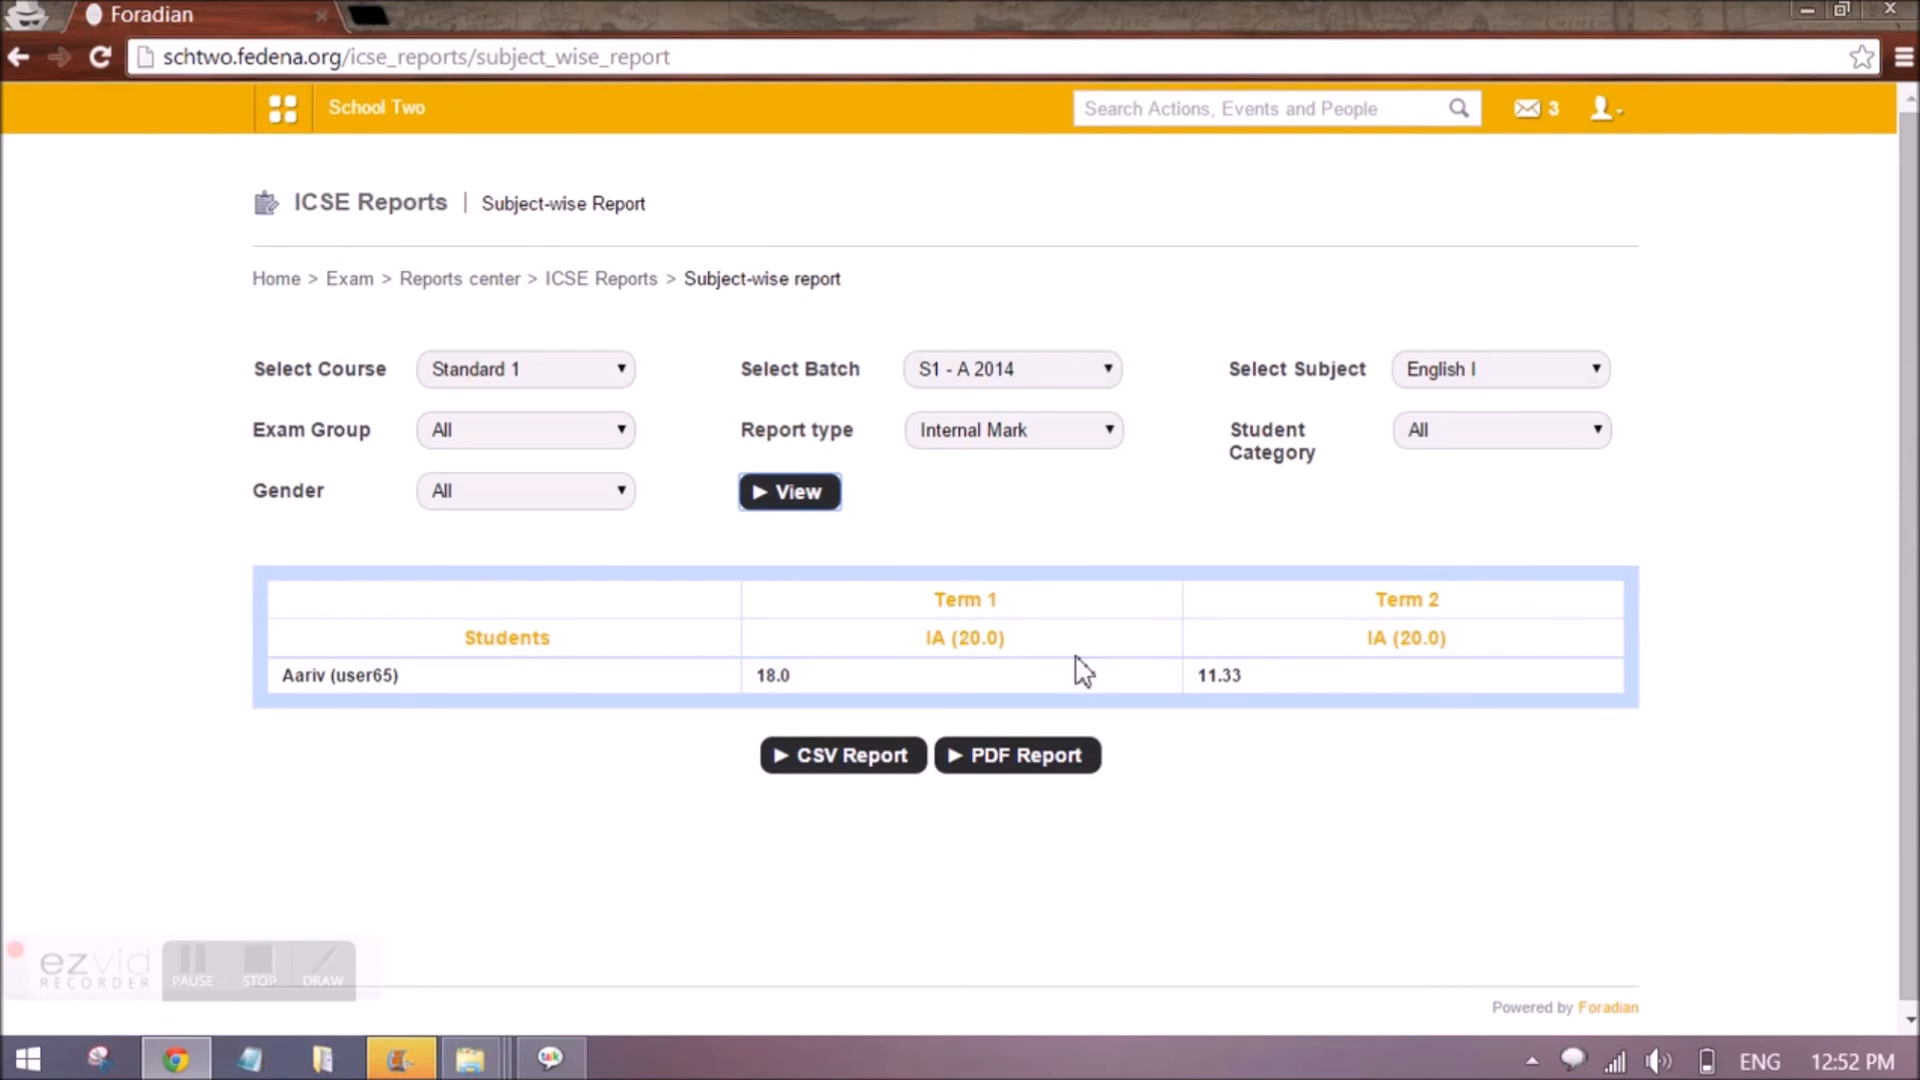 Foradian
schtwo.fedena.org/icse_reports/subject_wise_report
School Two
Search Actions, Events and People
3
ICSE Reports | Subject-wise Report
Home > Exam > Reports center > ICSE Reports > Subject-wise report
Select Course Standard 1 Select Batch S1 - A 2014 Select Subject English I
Exam Group All Report type Internal Mark Student Category All
Gender All View
Term 1 Term 2
Students IA (20.0) IA (20.0)
Aariv (user65) 18.0 11.33
CSV Report PDF Report
ezvid
RECORDER
PAUSE STOP DRAW
Powered by Foradian
talk
ENG 12:52 PM